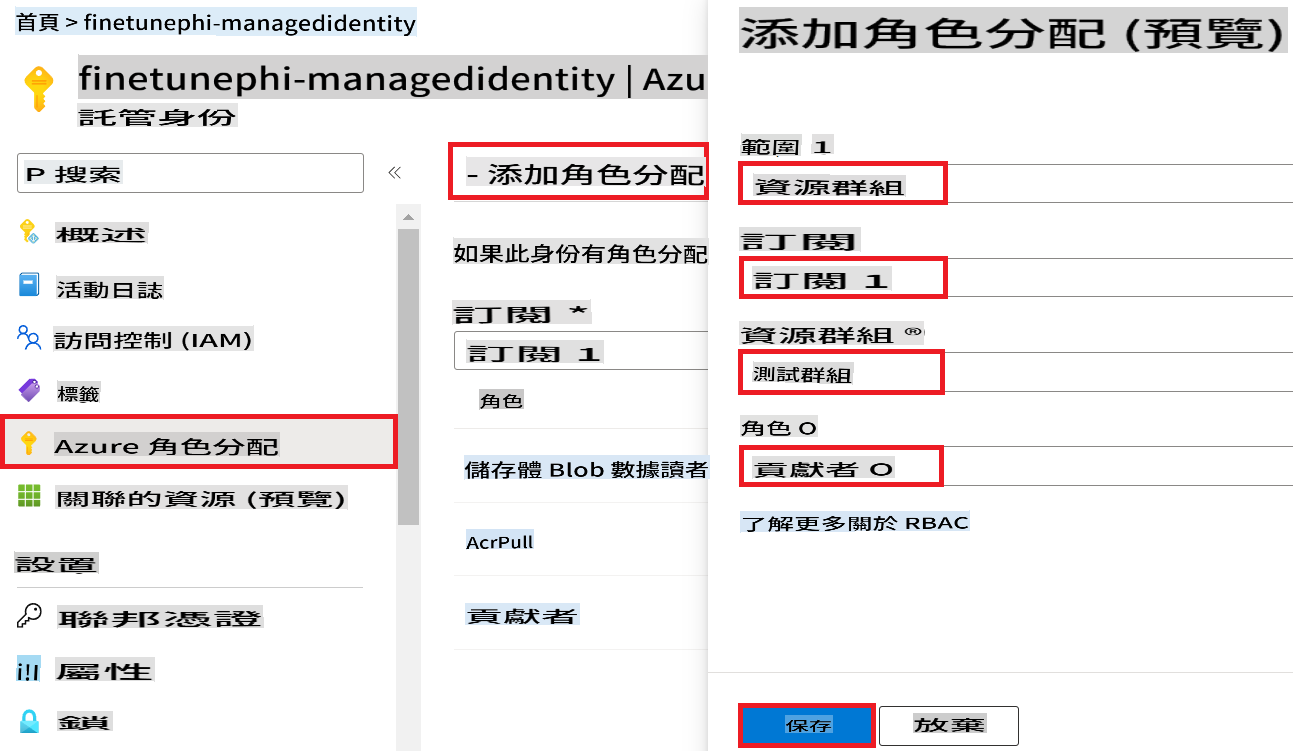 首頁 > finetunephi-managedidentity
finetunephi-managedidentity | Azu
託管身份
P 搜索
«
概述
活動日誌
訪問控制 (IAM)
標籤
Azure 角色分配
關聯的資源 (預覽)
設置
聯邦憑證
屬性
鎖
- 添加角色分配
如果此身份有角色分配
訂閱 *
訂閱 1
角色
儲存體 Blob 數據讀者
AcrPull
貢獻者
添加角色分配 (預覽)
範圍 1
資源群組
訂閱
訂閱 1
資源群組 ®
測試群組
角色 O
貢獻者 O
了解更多關於 RBAC
保存
放棄